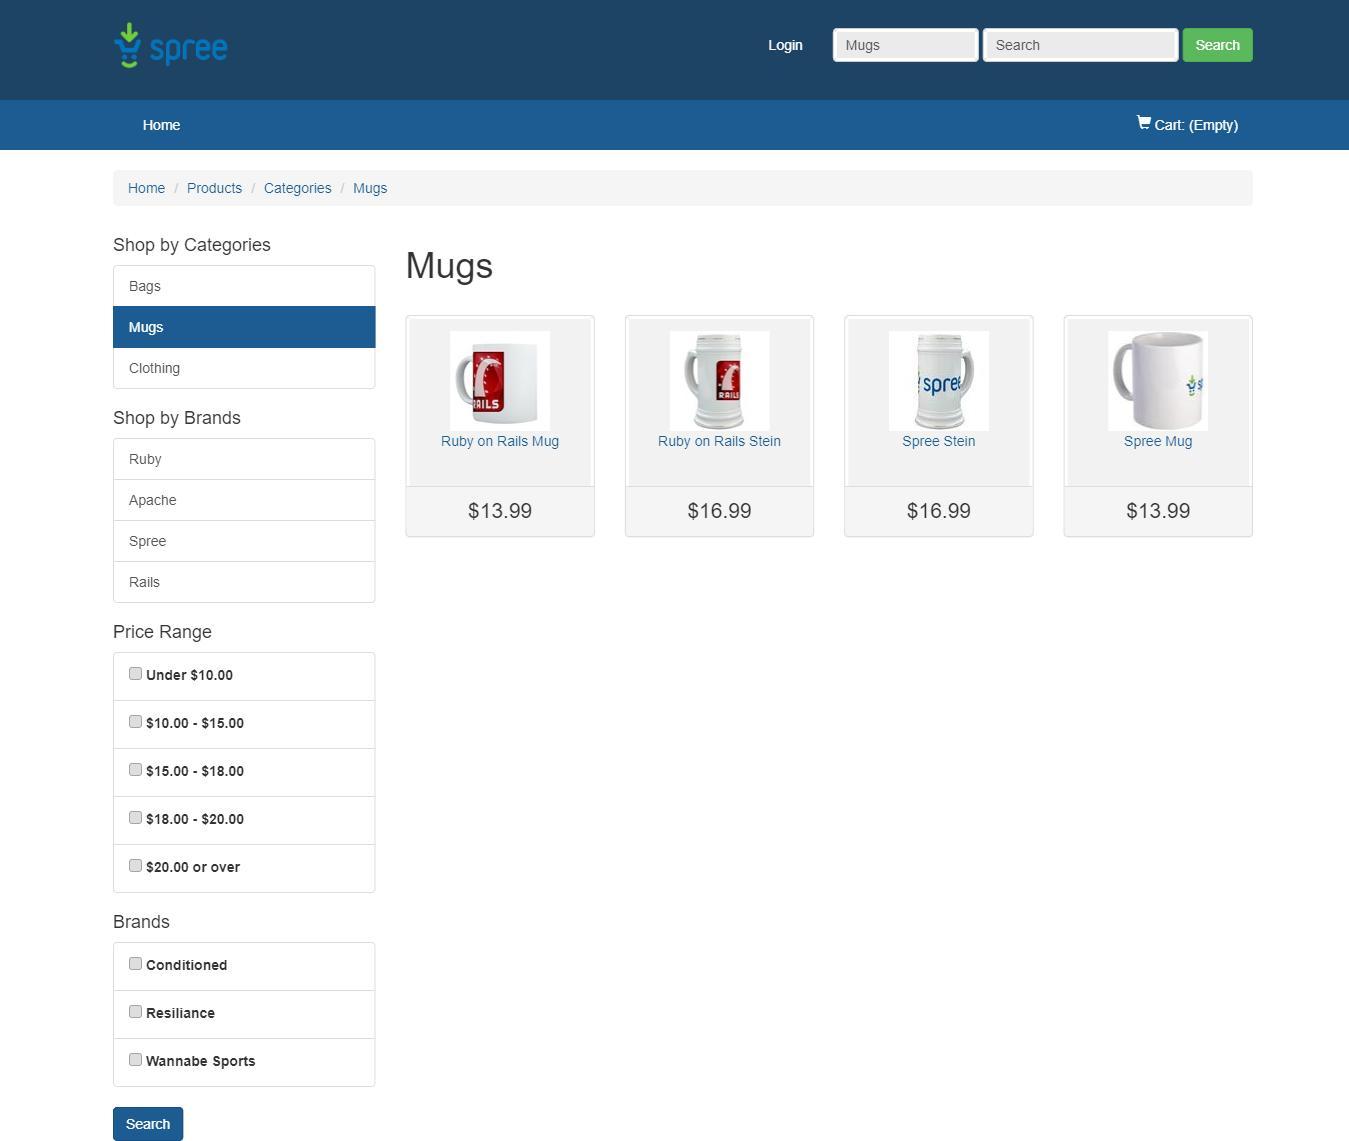 spree
Login
Mugs
Search
Search
Home
Cart: (Empty)
Home / Products / Categories / Mugs
Shop by Categories
Bags
Mugs
Clothing
Shop by Brands
Ruby
Apache
Spree
Rails
Price Range
Under $10.00
$10.00 - $15.00
$15.00 - $18.00
$18.00 - $20.00
$20.00 or over
Brands
Conditioned
Resiliance
Wannabe Sports
Search
Mugs
RAILS
Ruby on Rails Mug
$13.99
RAILS
Ruby on Rails Stein
$16.99
spree
Spree Stein
$16.99
sp
Spree Mug
$13.99